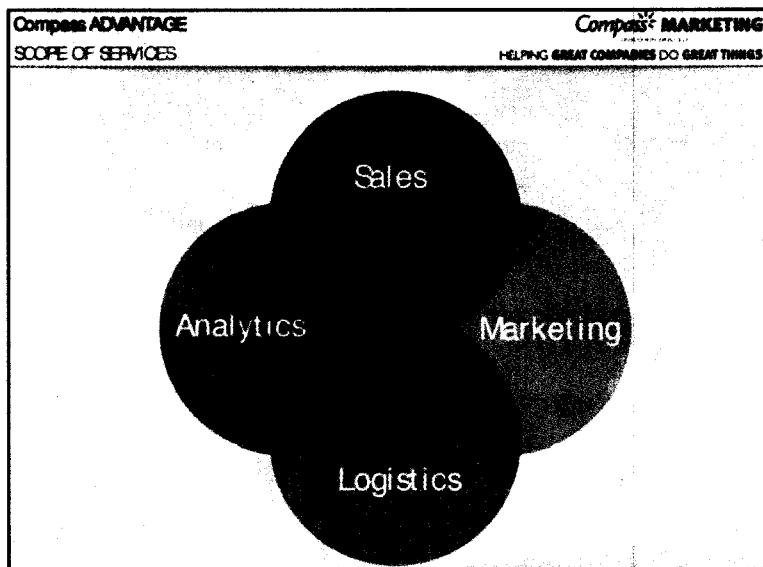 Compass ADVANTAGE
Compass MARKETING
SCOPE OF SERVICES
HELPING GREAT COMPANIES DO GREAT THINGS
Sales
Analytics
Marketing
Logistics